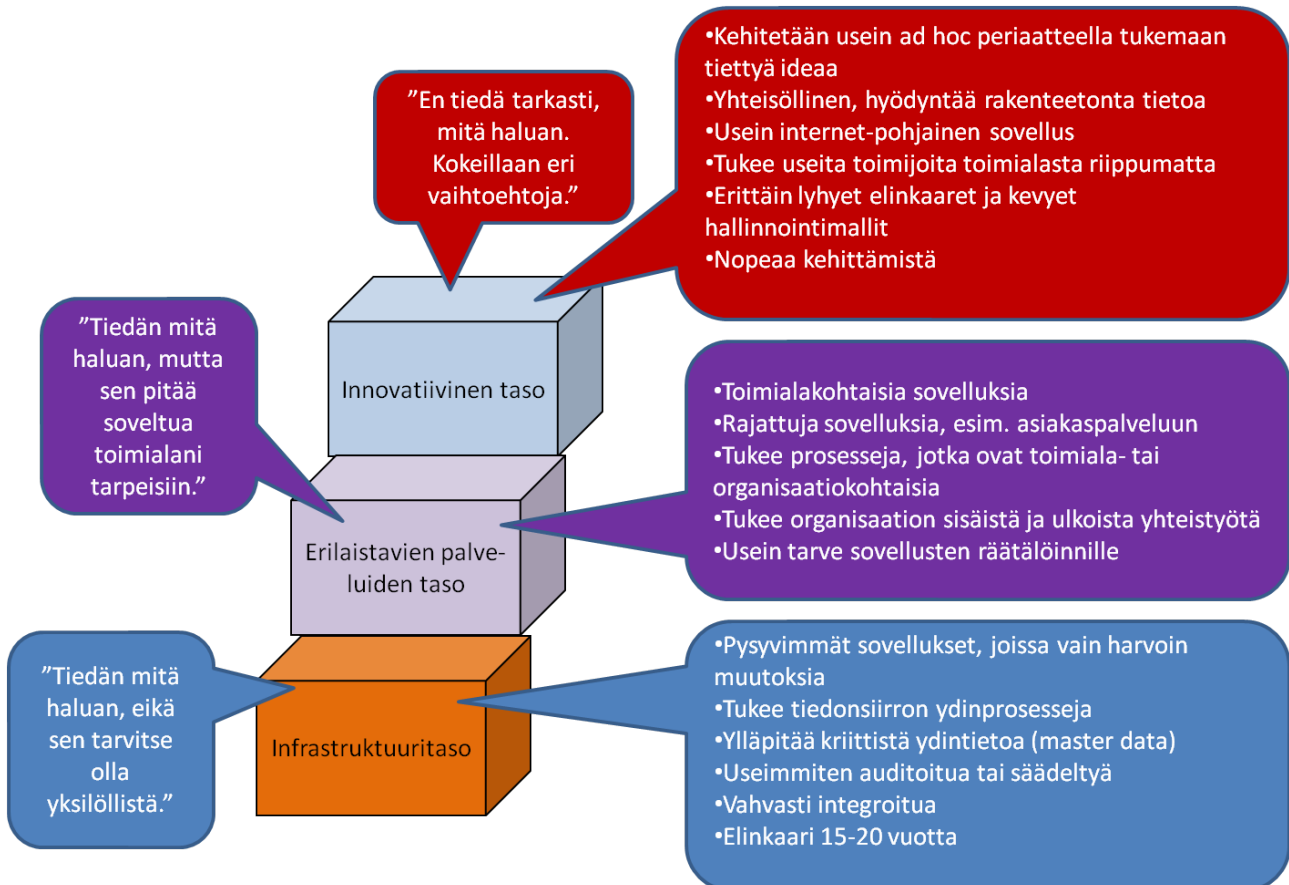 •Kehitetään usein ad hoc periaatteella tukemaan
tiettyä ideaa
•Yhteisöllinen, hyödyntää rakenteetonta tietoa
•Usein internet-pohjainen sovellus
•Tukee useita toimijoita toimialasta riippumatta
•Erittäin lyhyet elinkaaret ja kevyet
hallinnointimallit
•Nopeaa kehittämistä
”En tiedä tarkasti,
mitä haluan.
Kokeillaan eri
vaihtoehtoja.”
Innovatiivinen taso
”Tiedän mitä
haluan, mutta
sen pitää
soveltua
toimialani
tarpeisiin.”
Erilaistavien palve-
luiden taso
•Toimialakohtaisia sovelluksia
•Rajattuja sovelluksia, esim. asiakaspalveluun
•Tukee prosesseja, jotka ovat toimiala- tai
organisaatiokohtaisia
•Tukee organisaation sisäistä ja ulkoista yhteistyötä
•Usein tarve sovellusten räätälöinnille
”Tiedän mitä
haluan, eikä
sen tarvitse
olla
yksilöllistä.”
Infrastruktuuritaso
•Pysyvimmät sovellukset, joissa vain harvoin
muutoksia
•Tukee tiedonsiirron ydinprosesseja
•Ylläpitää kriittistä ydintietoa (master data)
•Useimmiten auditoitua tai säädeltyä
•Vahvasti integroitua
•Elinkaari 15-20 vuotta